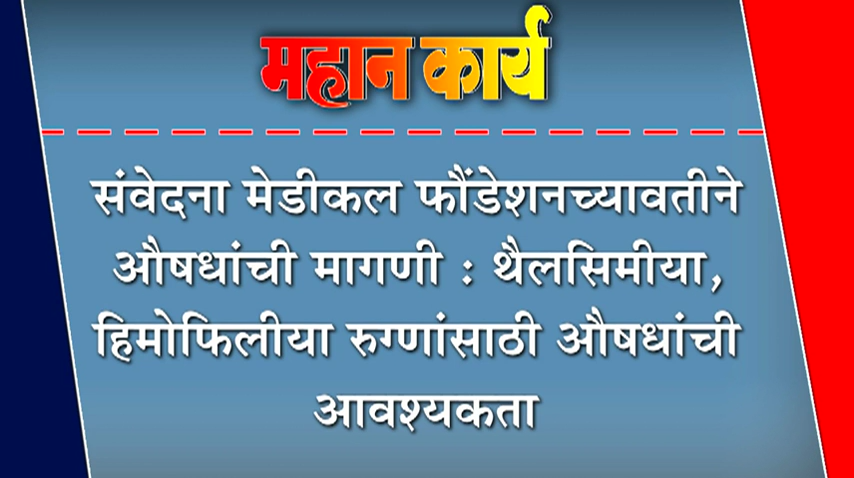 महान कार्य
संवेदना मेडीकल फौंडेशनच्यावतीने
औषधांची मागणी : थैलसिमीया,
हिमोफिलीया रुग्णांसाठी औषधांची
आवश्यकता